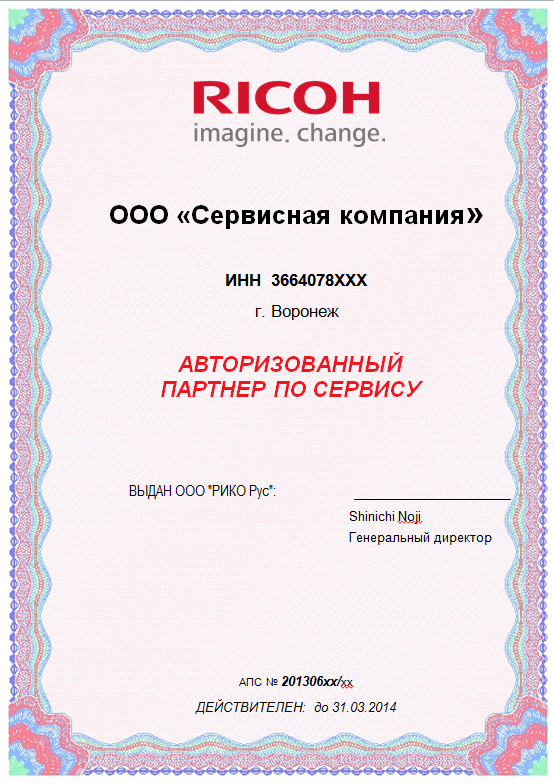 RICOH
imagine. change.
ООО «Сервисная компания»
ИНН 3664078XXX
г. Воронеж
АВТОРИЗОВАННЫЙ
ПАРТНЕР ПО СЕРВИСУ
ВЫДАН ООО "РИКО Рус":
Shinichi Noji
Генеральный директор
АПС № 201306xx/xx
ДЕЙСТВИТЕЛЕН: до 31.03.2014